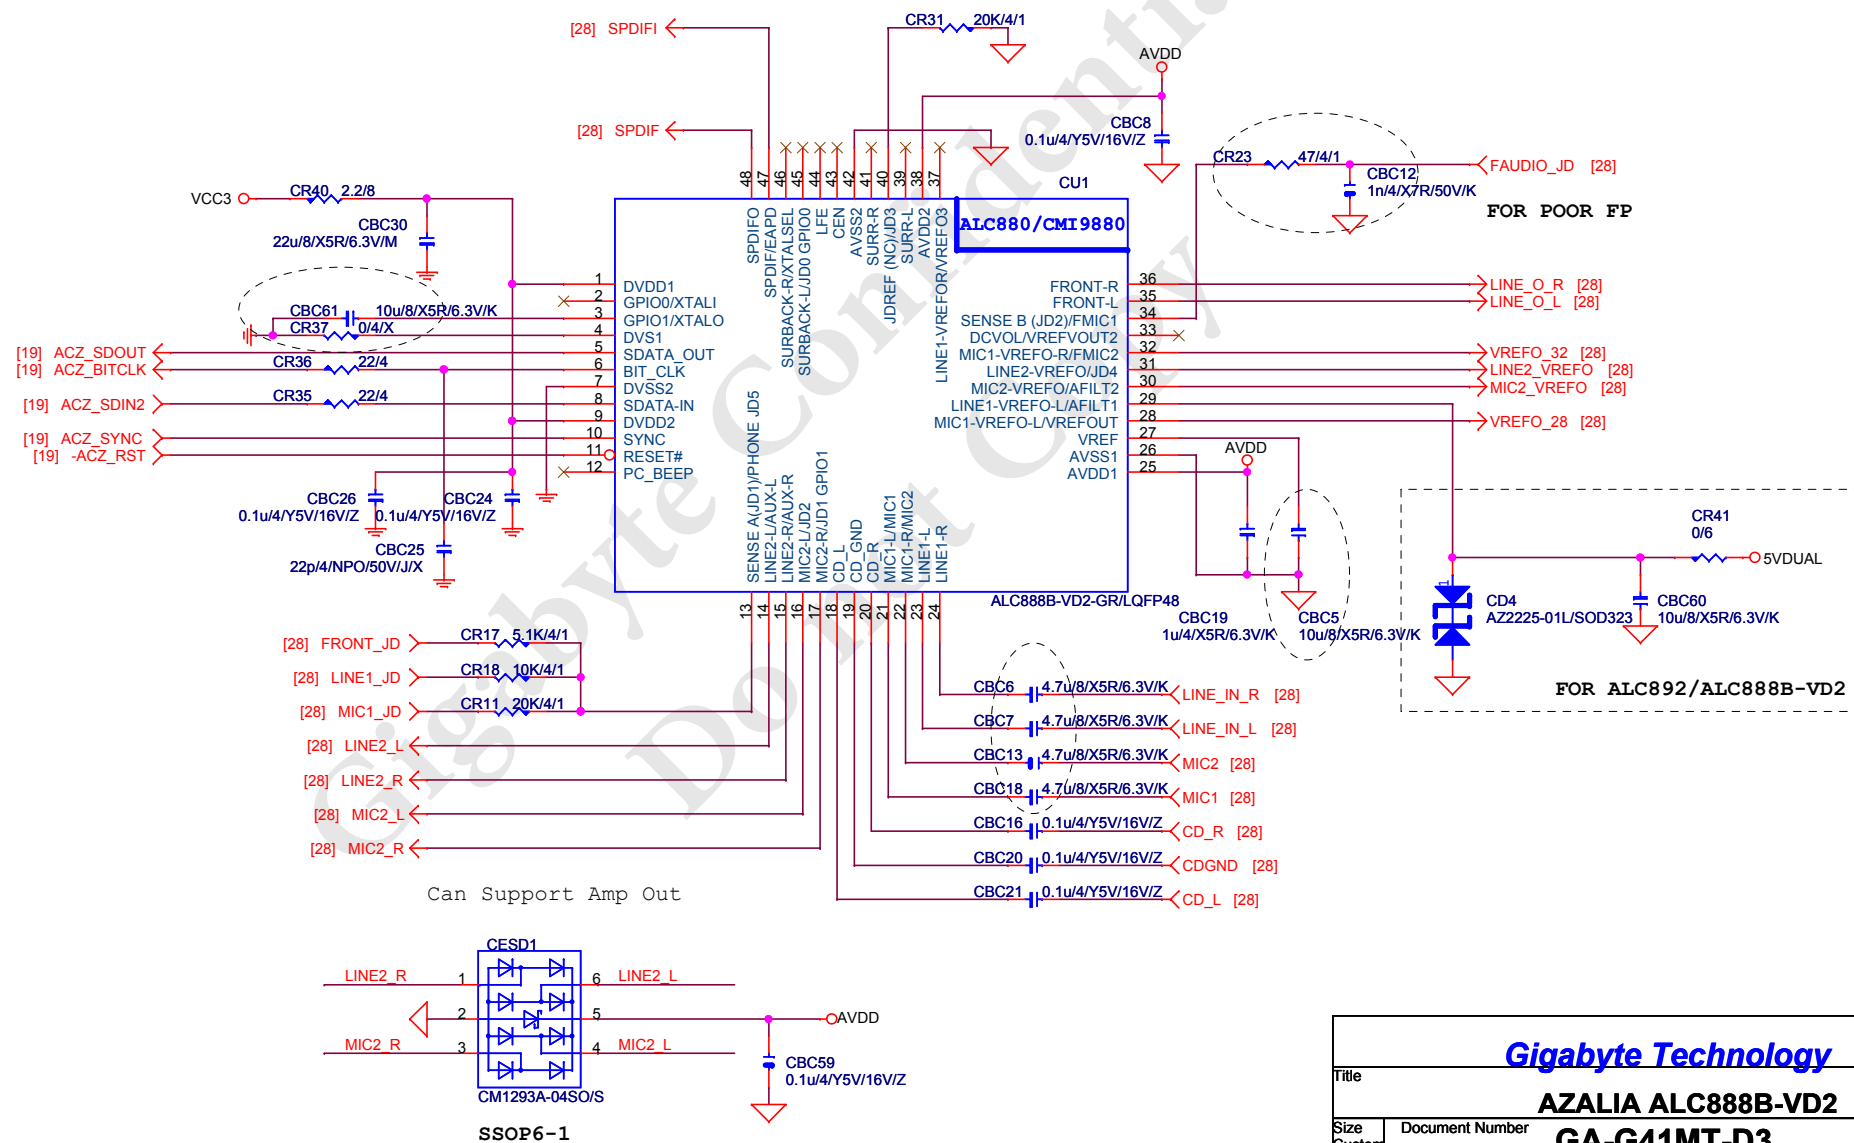 [28] SPDIFI
CR31 20K/4/1
AVDD
[28] SPDIF
CBC8
0.1u/4/Y5V/16V/Z
CR23 47/4/1
CBC12
1n/4/X7R/50V/K
FAUDIO_JD [28]
FOR POOR FP
VCC3 CR40 2.2/8
CBC30
22u/8/X5R/6.3V/M
48 47 46 45 44 43 42 41 40 39 38 37
CU1
ALC880/CMI9880
SPDIFO
SPDIF/EAPD
SURBACK-R/XTALSEL
SURBACK-L/JD0 GPIO0
LFE
CEN
AVSS2
SURR-R
JDREF (NC)/JD3
SURR-L
AVDD2
LINE1-VREFOR/VREFO3
1 DVDD1
2 GPIO0/XTALI
3 GPIO1/XTALO
4 DVS1
5 SDATA_OUT
6 BIT_CLK
7 DVSS2
8 SDATA-IN
9 DVDD2
10 SYNC
11 RESET#
12 PC_BEEP
CBC61 10u/8/X5R/6.3V/K
CR37 0/4/X
[19] ACZ_SDOUT
[19] ACZ_BITCLK CR36 22/4
[19] ACZ_SDIN2 CR35 22/4
[19] ACZ_SYNC
[19] -ACZ_RST
FRONT-R 36 LINE_O_R [28]
FRONT-L 35 LINE_O_L [28]
SENSE B (JD2)/FMIC1 34
DCVOL/VREFVOUT2 33
MIC1-VREFO-R/FMIC2 32 VREFO_32 [28]
LINE2-VREFO/JD4 31 LINE2_VREFO [28]
MIC2-VREFO/AFILT2 30 MIC2_VREFO [28]
LINE1-VREFO-L/AFILT1 29
MIC1-VREFO-L/VREFOUT 28 VREFO_28 [28]
VREF 27
AVSS1 26
AVDD1 25
AVDD
CBC26
0.1u/4/Y5V/16V/Z
CBC24
0.1u/4/Y5V/16V/Z
CBC25
22p/4/NPO/50V/J/X
SENSE A(JD1)/PHONE JD5
LINE2-L/AUX-L
LINE2-R/AUX-R
MIC2-L/JD2
MIC2-R/JD1 GPIO1
CD_L
CD_GND
CD_R
MIC1-L/MIC1
MIC1-R/MIC2
LINE1-L
LINE1-R
13 14 15 16 17 18 19 20 21 22 23 24
ALC888B-VD2-GR/LQFP48
CBC19
1u/4/X5R/6.3V/K
CBC5
10u/8/X5R/6.3V/K
CR41
0/6
5VDUAL
1
CD4
AZ2225-01L/SOD323
CBC60
10u/8/X5R/6.3V/K
FOR ALC892/ALC888B-VD2
[28] FRONT_JD CR17 5.1K/4/1
[28] LINE1_JD CR18 10K/4/1
[28] MIC1_JD CR11 20K/4/1
[28] LINE2_L
[28] LINE2_R
[28] MIC2_L
[28] MIC2_R
CBC6 4.7u/8/X5R/6.3V/K LINE_IN_R [28]
CBC7 4.7u/8/X5R/6.3V/K LINE_IN_L [28]
CBC13 4.7u/8/X5R/6.3V/K MIC2 [28]
CBC18 4.7u/8/X5R/6.3V/K MIC1 [28]
CBC16 0.1u/4/Y5V/16V/Z CD_R [28]
CBC20 0.1u/4/Y5V/16V/Z CDGND [28]
CBC21 0.1u/4/Y5V/16V/Z CD_L [28]
Can Support Amp Out
CESD1
LINE2_R 1 6 LINE2_L
2 5 AVDD
MIC2_R 3 4 MIC2_L
CBC59
0.1u/4/Y5V/16V/Z
CM1293A-04SO/S
SSOP6-1
Gigabyte Confidential
Do not Copy
Gigabyte Technology
Title
AZALIA ALC888B-VD2
Size Document Number GA-G41MT-D3
Custom